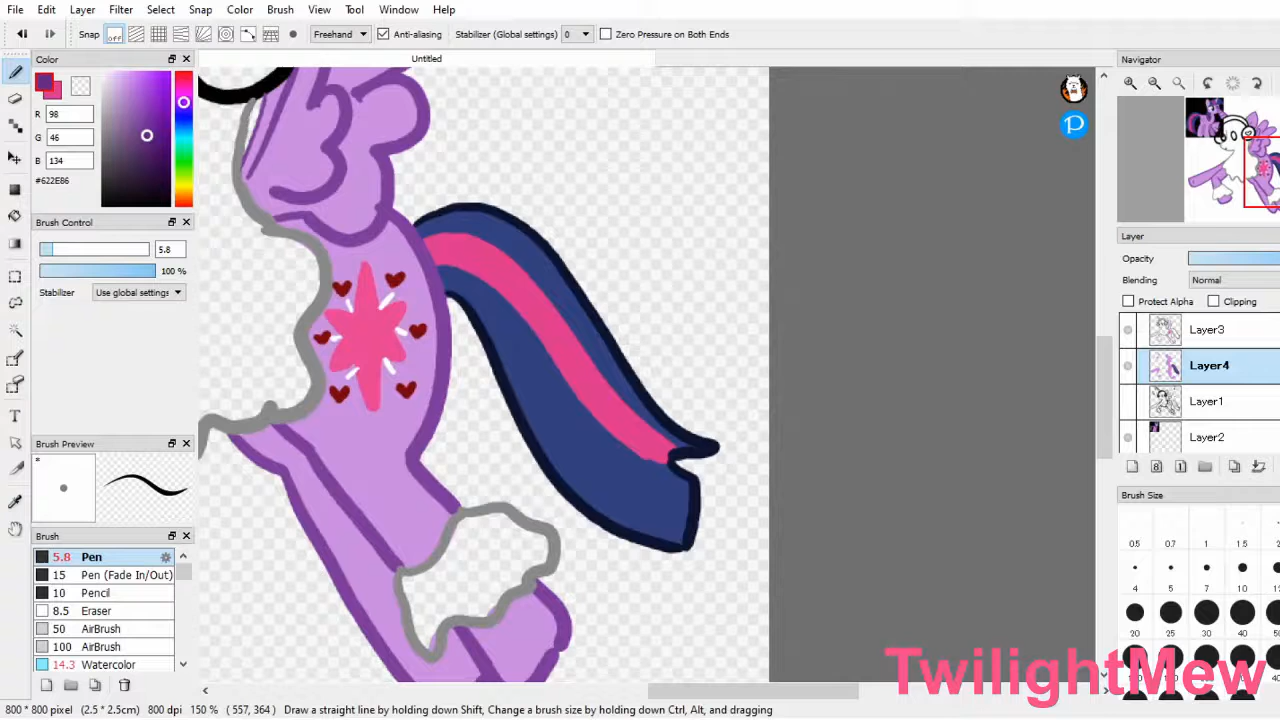 File Edit Layer Filter Select Snap Color Brush View Tool Window Help
Snap off Freehand Anti-aliasing Stabilizer (Global settings) 0 Zero Pressure on Both Ends
Untitled
Color
R 98
G 46
B 134
#622E86
Brush Control
5.8
100 %
Stabilizer Use global settings
Brush Preview
*
Brush
5.8 Pen
15 Pen (Fade In/Out)
10 Pencil
8.5 Eraser
50 AirBrush
100 AirBrush
14.3 Watercolor
Navigator
Layer
Opacity
Blending Normal
Protect Alpha Clipping
Layer3
Layer4
Layer1
Layer2
8 1
Brush Size
0.5 0.7 1 1.5 2
4 5 7 10 12
20 25 30 40 50
TwilightMew
800 * 800 pixel (2.5 * 2.5cm) 800 dpi 150 % ( 557, 364 ) Draw a straight line by holding down Shift, Change a brush size by holding down Ctrl, Alt, and dragging